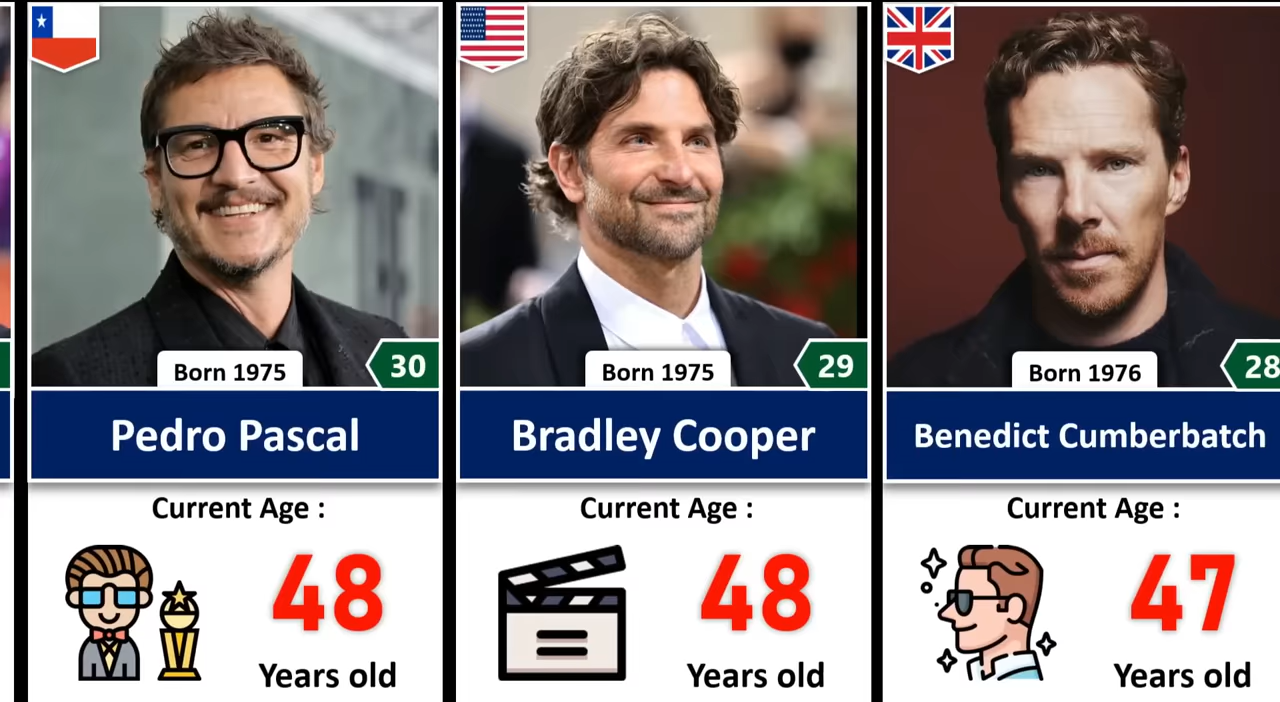 Born 1975
30
Pedro Pascal
Current Age :
48
Years old
Born 1975
29
Bradley Cooper
Current Age :
48
Years old
Born 1976
28
Benedict Cumberbatch
Current Age :
47
Years old